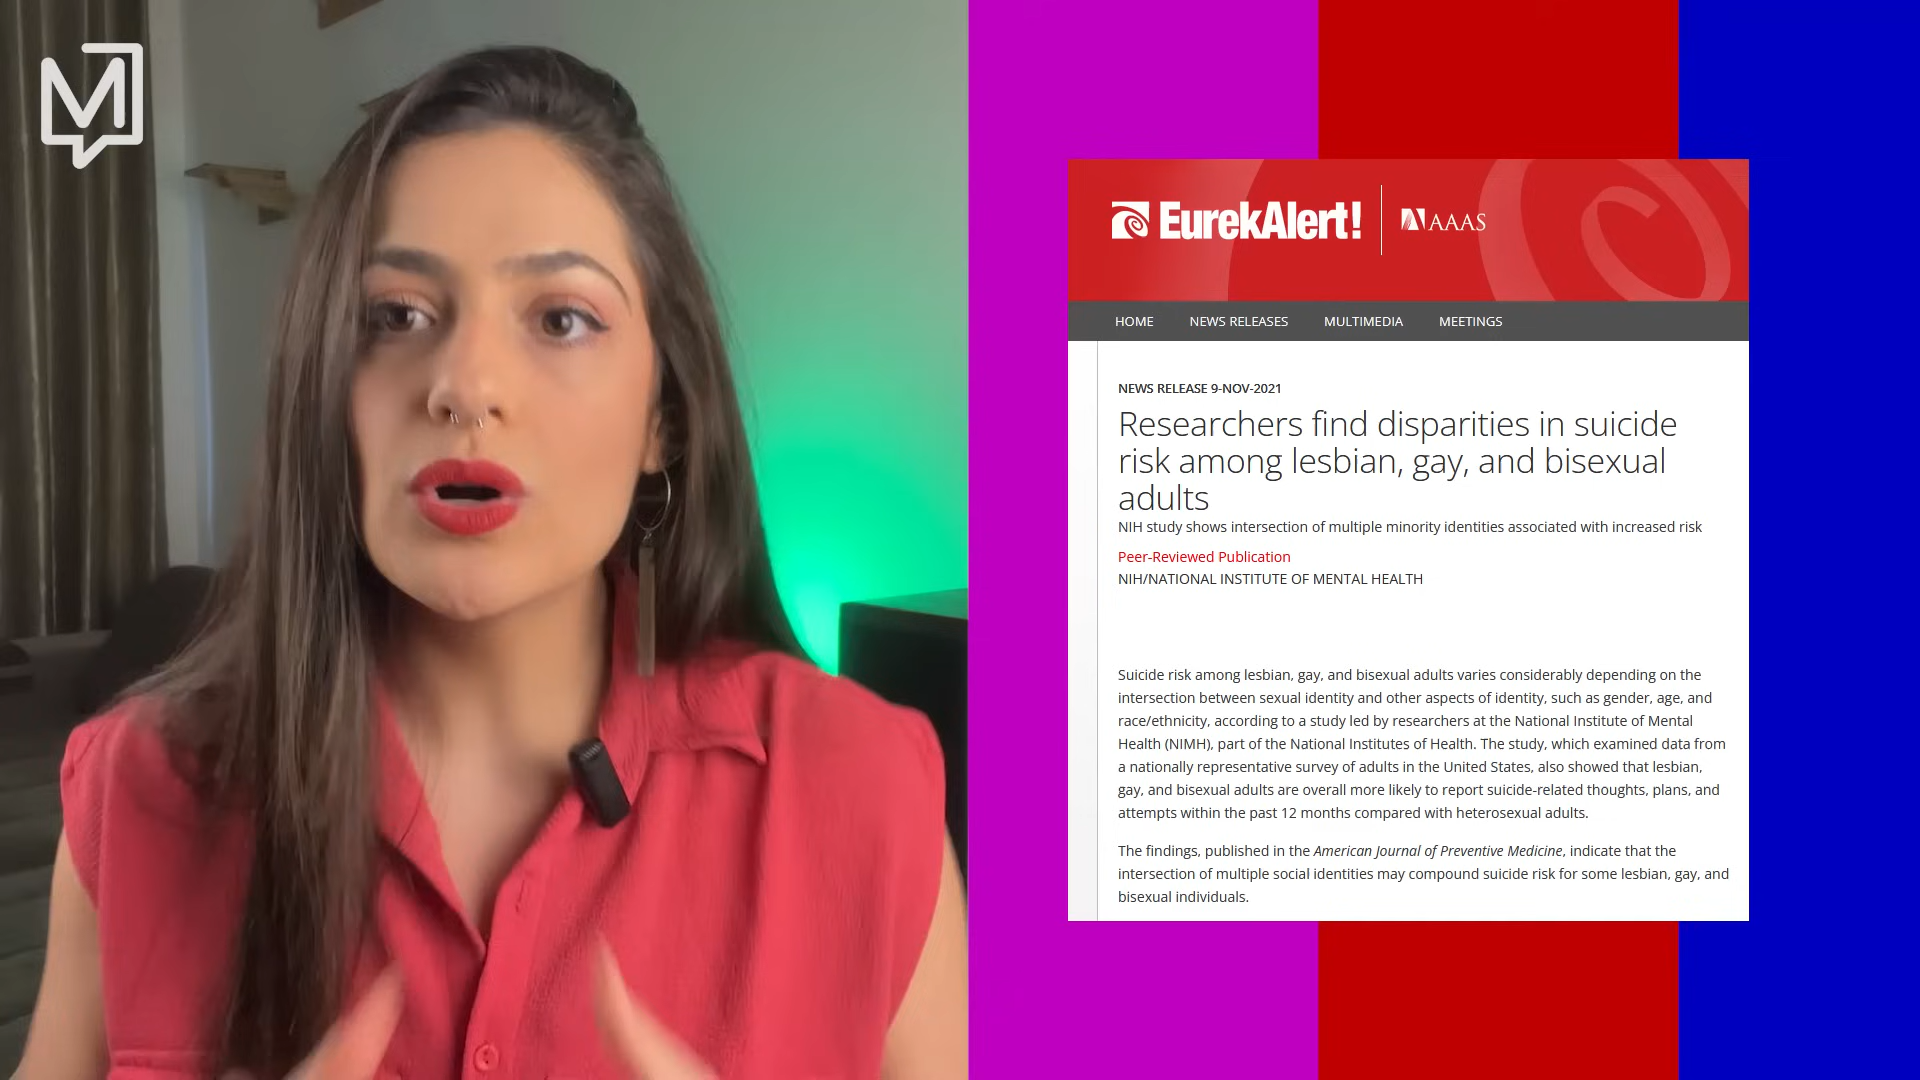 M
EurekAlert!
AAAS
HOME NEWS RELEASES MULTIMEDIA MEETINGS
NEWS RELEASE 9-NOV-2021
Researchers find disparities in suicide
risk among lesbian, gay, and bisexual
adults
NIH study shows intersection of multiple minority identities associated with increased risk
Peer-Reviewed Publication
NIH/NATIONAL INSTITUTE OF MENTAL HEALTH
Suicide risk among lesbian, gay, and bisexual adults varies considerably depending on the
intersection between sexual identity and other aspects of identity, such as gender, age, and
race/ethnicity, according to a study led by researchers at the National Institute of Mental
Health (NIMH), part of the National Institutes of Health. The study, which examined data from
a nationally representative survey of adults in the United States, also showed that lesbian,
gay, and bisexual adults are overall more likely to report suicide-related thoughts, plans, and
attempts within the past 12 months compared with heterosexual adults.
The findings, published in the American Journal of Preventive Medicine, indicate that the
intersection of multiple social identities may compound suicide risk for some lesbian, gay, and
bisexual individuals.